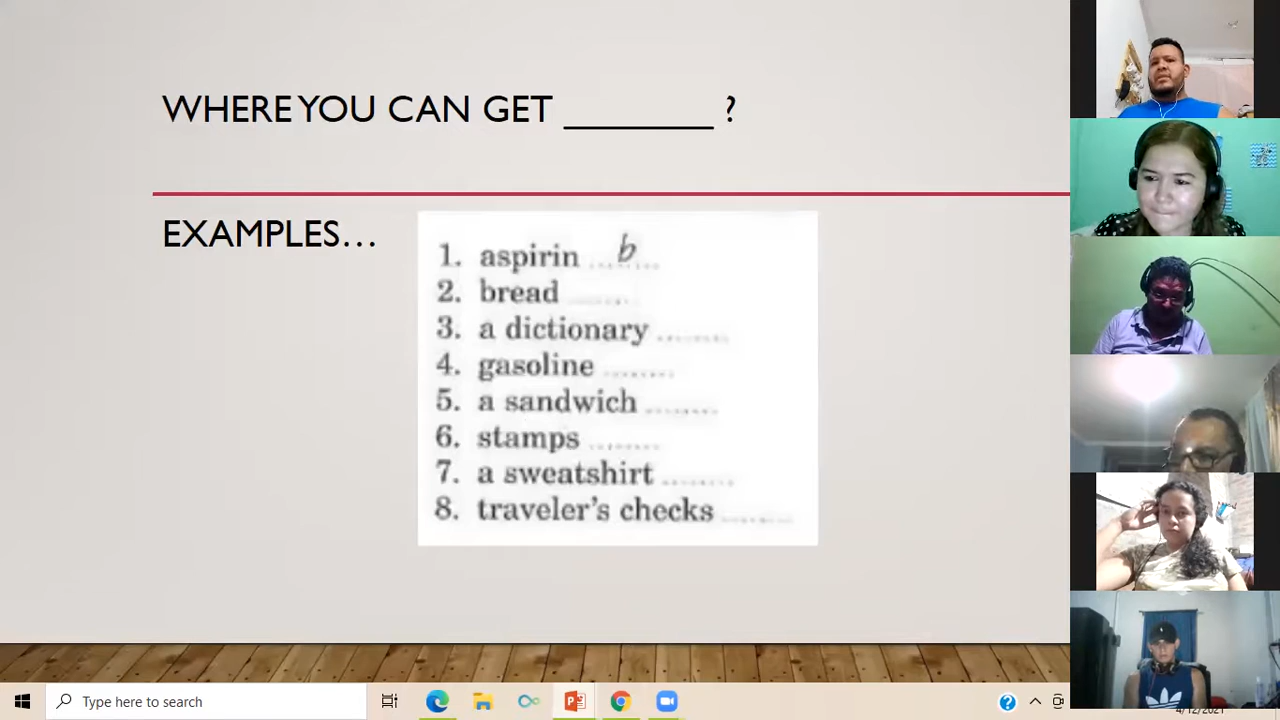 WHERE YOU CAN GET ________ ?
EXAMPLES...
1. aspirin ....b....
2. bread ........
3. a dictionary ........
4. gasoline ........
5. a sandwich ........
6. stamps ........
7. a sweatshirt ........
8. traveler's checks ........
Type here to search